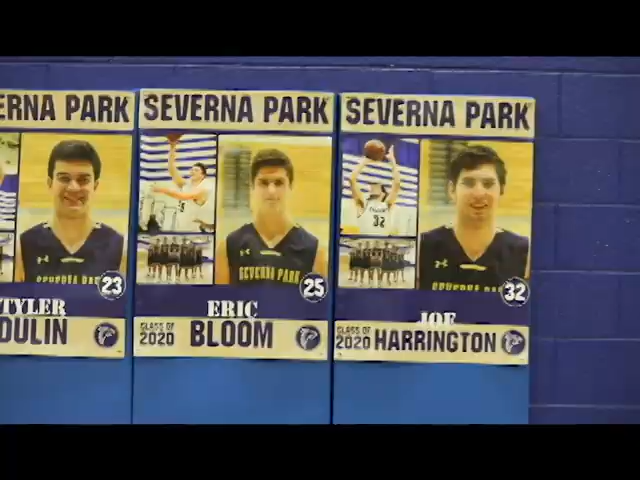 ERNA PARK
23
TYLER
DULIN
SEVERNA PARK
SEVERNA PARK
25
ERIC
CLASS OF
2020 BLOOM
SEVERNA PARK
32
32
JOE
CLASS OF
2020 HARRINGTON